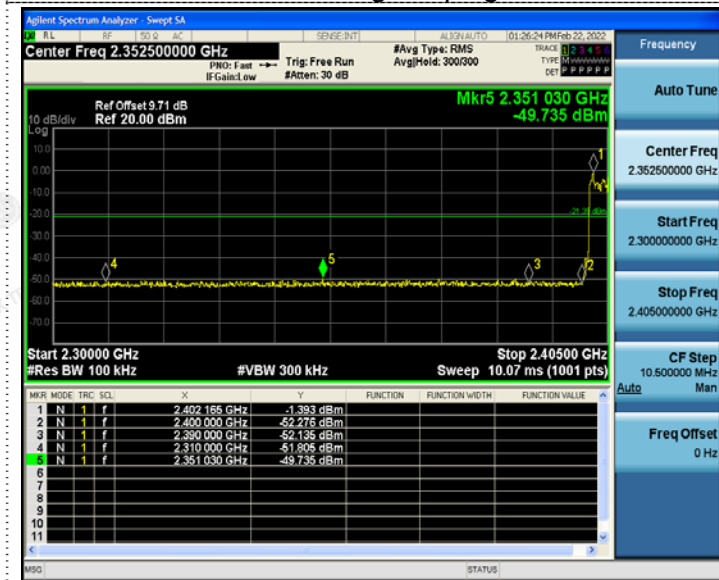 Agilent Spectrum Analyzer - Swept SA
RL RF 50 Ω AC SENSE:INT ALIGN AUTO 01:26:24 PM Feb 22, 2022
Center Freq 2.352500000 GHz
PNO: Fast
IFGain:Low
Trig: Free Run
#Atten: 30 dB
#Avg Type: RMS
Avg|Hold: 300/300
TRACE 1 2 3 4 5 6
TYPE M
DET P P P P P P
Mkr5 2.351 030 GHz
-49.735 dBm
Ref Offset 9.71 dB
10 dB/div Ref 20.00 dBm
Log
10.0
0.00
-10.0
-20.0
-30.0
-40.0
-50.0
-60.0
-70.0
1
2
3
4
5
Start 2.30000 GHz Stop 2.40500 GHz
#Res BW 100 kHz #VBW 300 kHz Sweep 10.07 ms (1001 pts)
MKR MODE TRC SCL X Y FUNCTION FUNCTION WIDTH FUNCTION VALUE
1 N 1 f 2.402 165 GHz -1.393 dBm
2 N 1 f 2.400 000 GHz -52.276 dBm
3 N 1 f 2.390 000 GHz -52.135 dBm
4 N 1 f 2.310 000 GHz -51.805 dBm
5 N 1 f 2.351 030 GHz -49.735 dBm
6
7
8
9
10
11
MSG STATUS
Frequency
Auto Tune
Center Freq
2.352500000 GHz
Start Freq
2.300000000 GHz
Stop Freq
2.405000000 GHz
CF Step
10.500000 MHz
Auto Man
Freq Offset
0 Hz